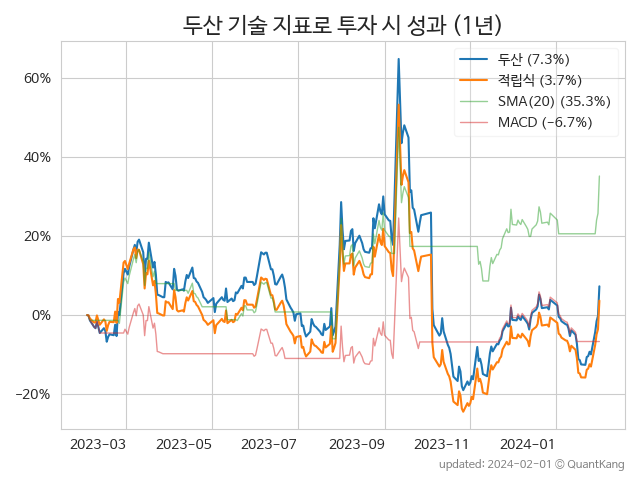 두산 기술 지표로 투자 시 성과 (1년)
두산 (7.3%)
적립식 (3.7%)
SMA(20) (35.3%)
MACD (-6.7%)
60%
40%
20%
0%
-20%
2023-03 2023-05 2023-07 2023-09 2023-11 2024-01
updated: 2024-02-01 © QuantKang